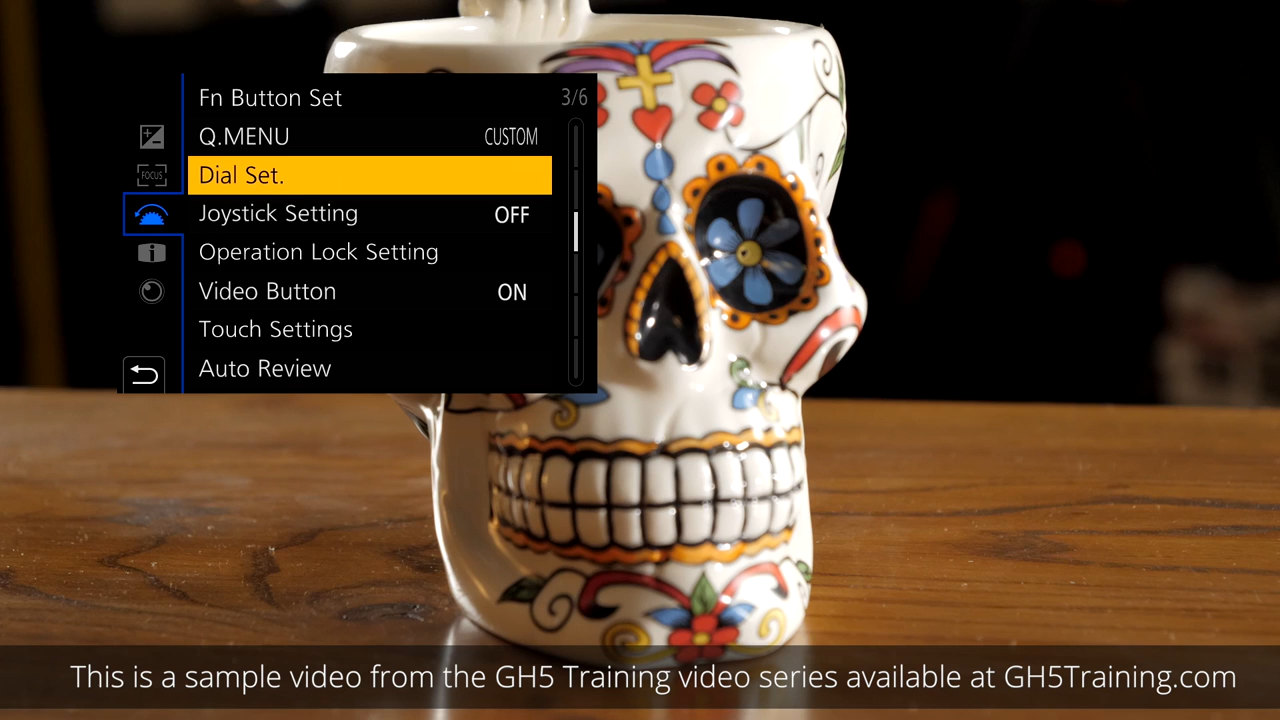 Fn Button Set 3/6
Q.MENU CUSTOM
Dial Set.
FOCUS
Joystick Setting OFF
Operation Lock Setting
Video Button ON
Touch Settings
Auto Review
This is a sample video from the GH5 Training video series available at GH5Training.com